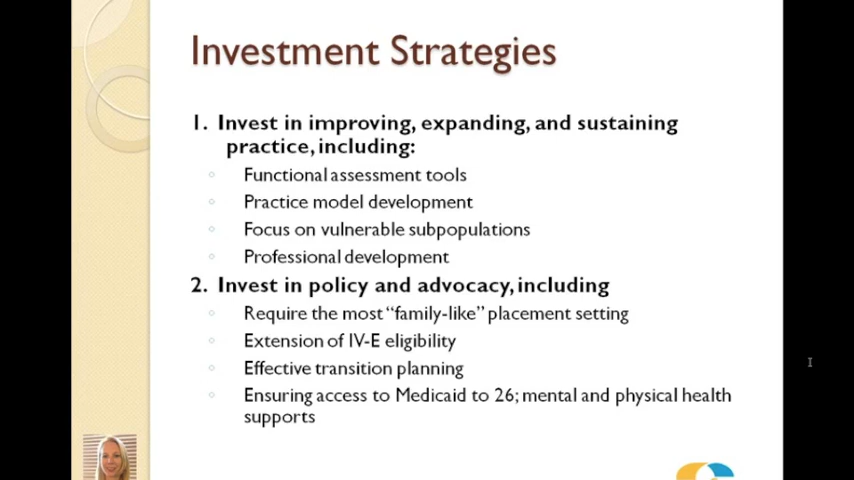 Investment Strategies
1. Invest in improving, expanding, and sustaining
practice, including:
Functional assessment tools
Practice model development
Focus on vulnerable subpopulations
Professional development
2. Invest in policy and advocacy, including
Require the most “family-like” placement setting
Extension of IV-E eligibility
Effective transition planning
Ensuring access to Medicaid to 26; mental and physical health
supports